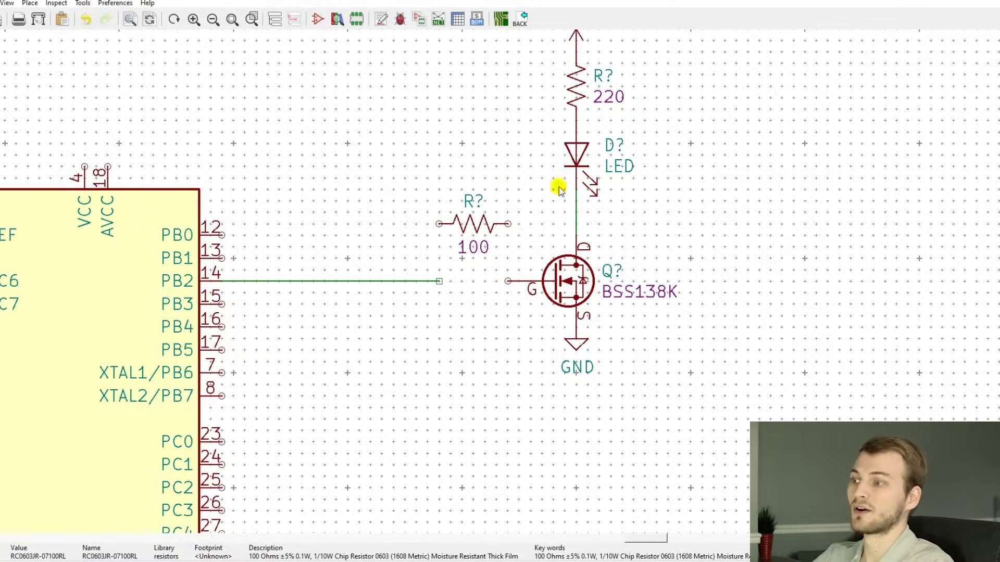 View Place Inspect Tools Preferences Help
NET
BOM
BACK
R?
220
D?
LED
4
18
VCC
AVCC
R?
100
EF
PB0 12
PB1 13
C6
PB2 14
C7
PB3 15
PB4 16
PB5 17
XTAL1/PB6 7
XTAL2/PB7 8
PC0 23
PC1 24
PC2 25
PC3 26
PC4 27
D
G
S
Q?
BSS138K
GND
Value
RC0603JR-07100RL
Name
RC0603JR-07100RL
Library
resistors
Footprint
<Unknown>
Description
100 Ohms ±5% 0.1W, 1/10W Chip Resistor 0603 (1608 Metric) Moisture Resistant Thick Film
Key words
100 Ohms ±5% 0.1W, 1/10W Chip Resistor 0603 (1608 Metric) Moisture R